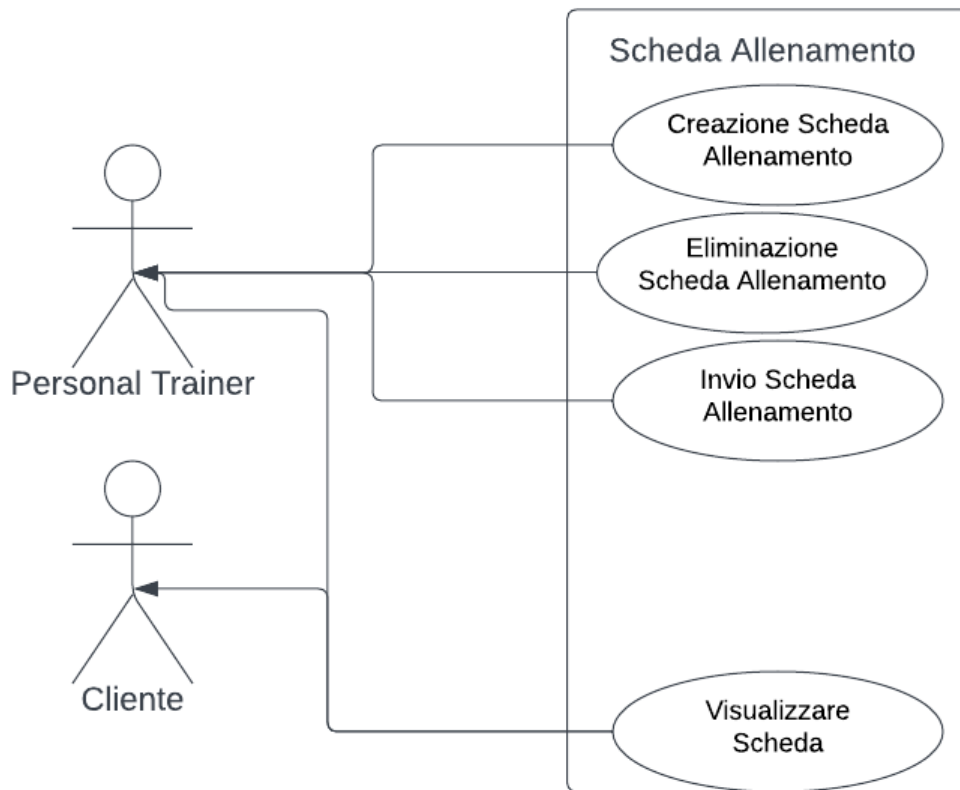 Scheda Allenamento
Creazione Scheda
Allenamento
Eliminazione
Scheda Allenamento
Invio Scheda
Allenamento
Personal Trainer
Cliente
Visualizzare
Scheda